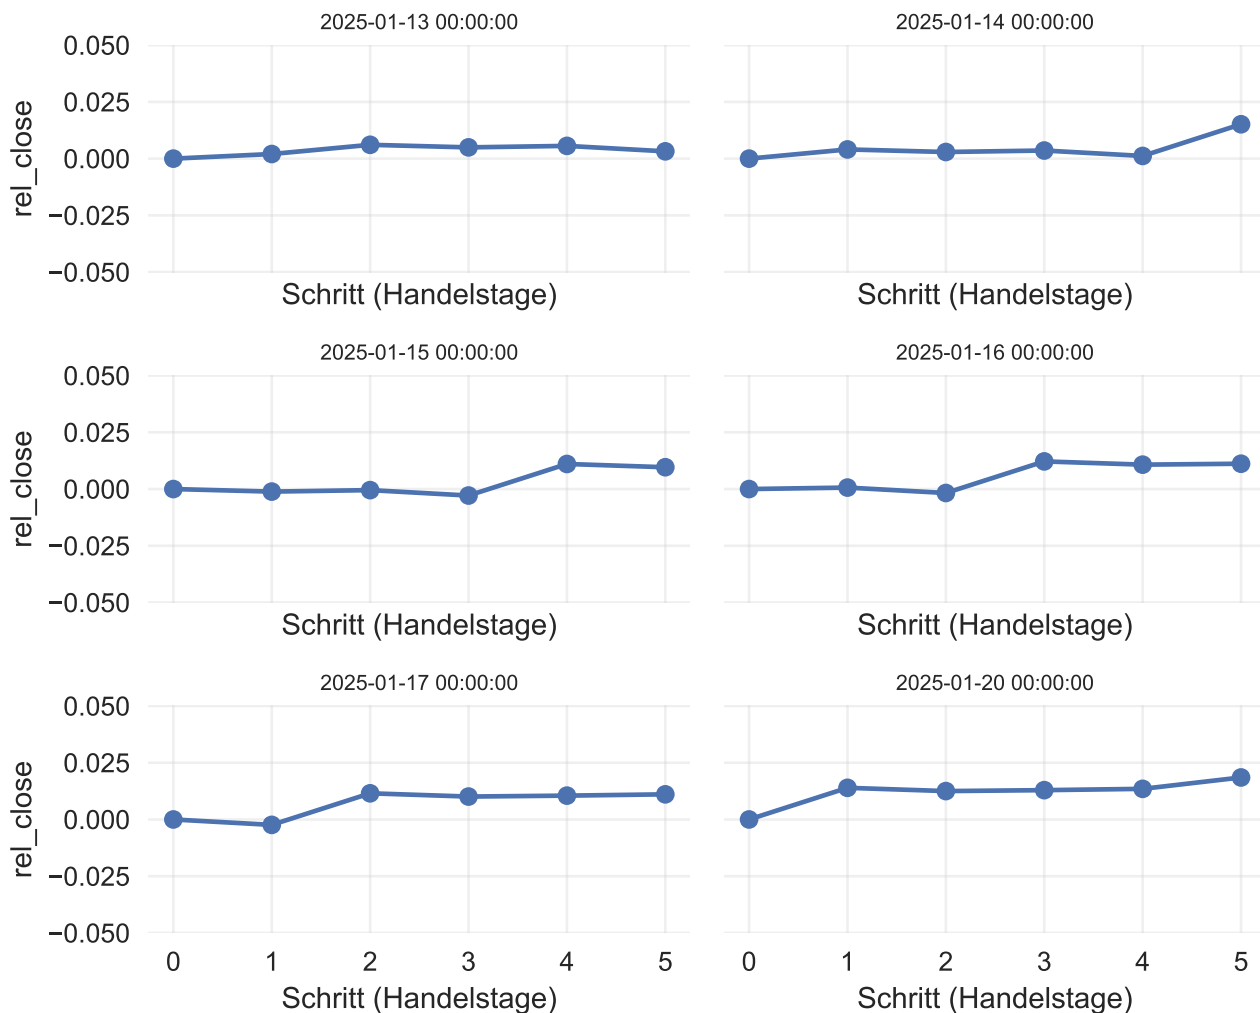 2025-01-13 00:00:00
2025-01-14 00:00:00
0.050
0.025
0.000
−0.025
−0.050
rel_close
Schritt (Handelstage)
Schritt (Handelstage)
2025-01-15 00:00:00
2025-01-16 00:00:00
0.050
0.025
0.000
−0.025
−0.050
rel_close
Schritt (Handelstage)
Schritt (Handelstage)
2025-01-17 00:00:00
2025-01-20 00:00:00
0.050
0.025
0.000
−0.025
−0.050
rel_close
0 1 2 3 4 5
0 1 2 3 4 5
Schritt (Handelstage)
Schritt (Handelstage)